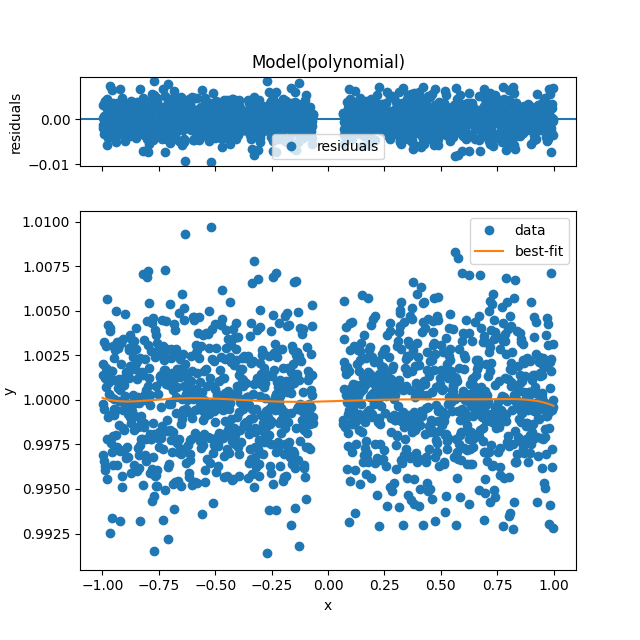 Model(polynomial)
residuals
0.00
−0.01
residuals
y
1.0100
1.0075
1.0050
1.0025
1.0000
0.9975
0.9950
0.9925
data
best-fit
−1.00 −0.75 −0.50 −0.25 0.00 0.25 0.50 0.75 1.00
x